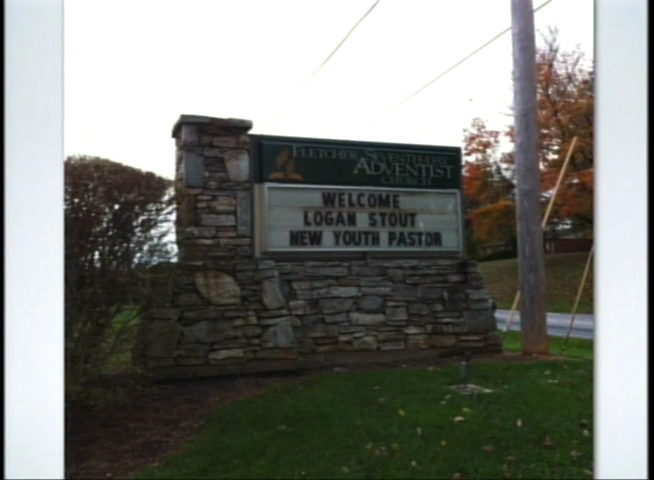 FLETCHER SEVENTH-DAY
ADVENTIST
CHURCH
WELCOME
LOGAN STOUT
NEW YOUTH PASTOR